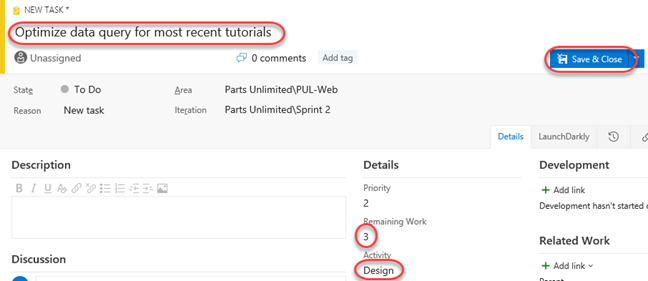 NEW TASK *
Optimize data query for most recent tutorials
Unassigned
0 comments
Add tag
Save & Close
State
To Do
Area
Parts Unlimited\PUL-Web
Reason
New task
Iteration
Parts Unlimited\Sprint 2
Details
LaunchDarkly
Description
Details
Development
Priority
2
+ Add link
Development hasn't started o
B I U
Remaining Work
3
Related Work
Activity
Design
+ Add link
Discussion